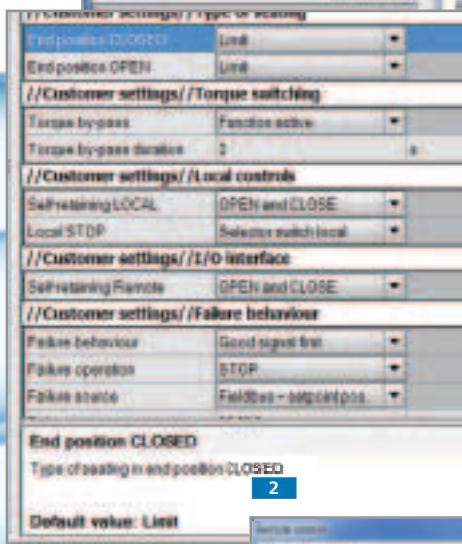 //Customer settings//Type of seating
End position CLOSED Limit
End position OPEN Limit
//Customer settings//Torque switching
Torque by-pass Function active
Torque by-pass duration s
//Customer settings//Local controls
Self-retaining LOCAL OPEN and CLOSE
Local STOP Selector switch local
//Customer settings//I/O interface
Self-retaining Remote OPEN and CLOSE
//Customer settings//Failure behaviour
Failure behaviour Good signal first
Failure operation STOP
Failure source Fieldbus + setpoint pos.
End position CLOSED
Type of seating in end position CLOSED
2
Default value: Limit